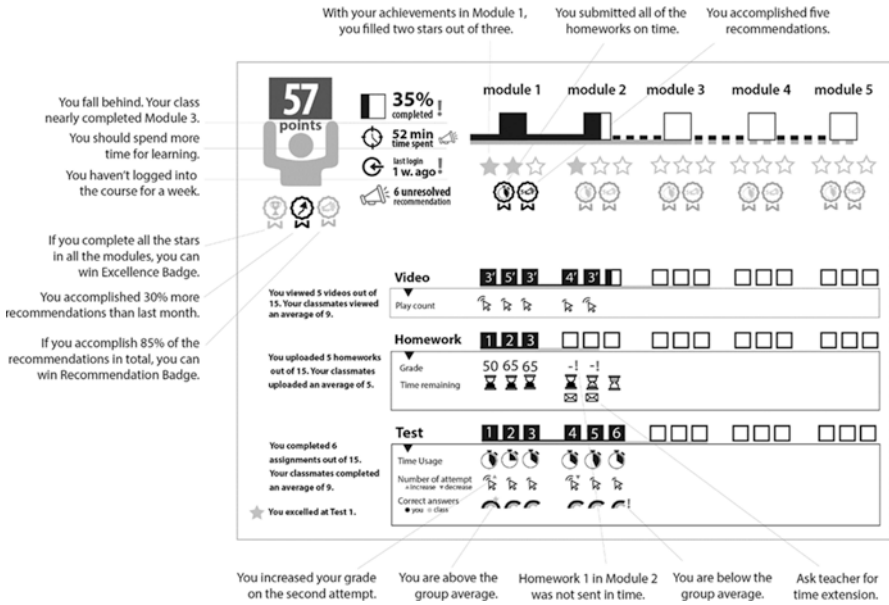 With your achievements in Module 1,
you filled two stars out of three.
You submitted all of the
homeworks on time.
You accomplished five
recommendations.
You fall behind. Your class
nearly completed Module 3.
You should spend more
time for learning.
You haven't logged into
the course for a week.
If you complete all the stars
in all the modules, you can
win Excellence Badge.
You accomplished 30% more
recommendations than last month.
If you accomplish 85% of the
recommendations in total, you can
win Recommendation Badge.
57
points
35% !
completed
52 min
time spent
last login !
1 w. ago
6 unresolved
recommendation
module 1 module 2 module 3 module 4 module 5
Video 3' 5' 3' 4' 3'
You viewed 5 videos out of
15. Your classmates viewed
an average of 9.
Play count
Homework 1 2 3
You uploaded 5 homeworks
out of 15. Your classmates
uploaded an average of 5.
Grade 50 65 65 -! -!
Time remaining
Test 1 2 3 4 5 6
You completed 6
assignments out of 15.
Your classmates completed
an average of 9.
You excelled at Test 1.
Time Usage
Number of attempt
increase decrease
Correct answers !
you class
You increased your grade
on the second attempt.
You are above the
group average.
Homework 1 in Module 2
was not sent in time.
You are below the
group average.
Ask teacher for
time extension.